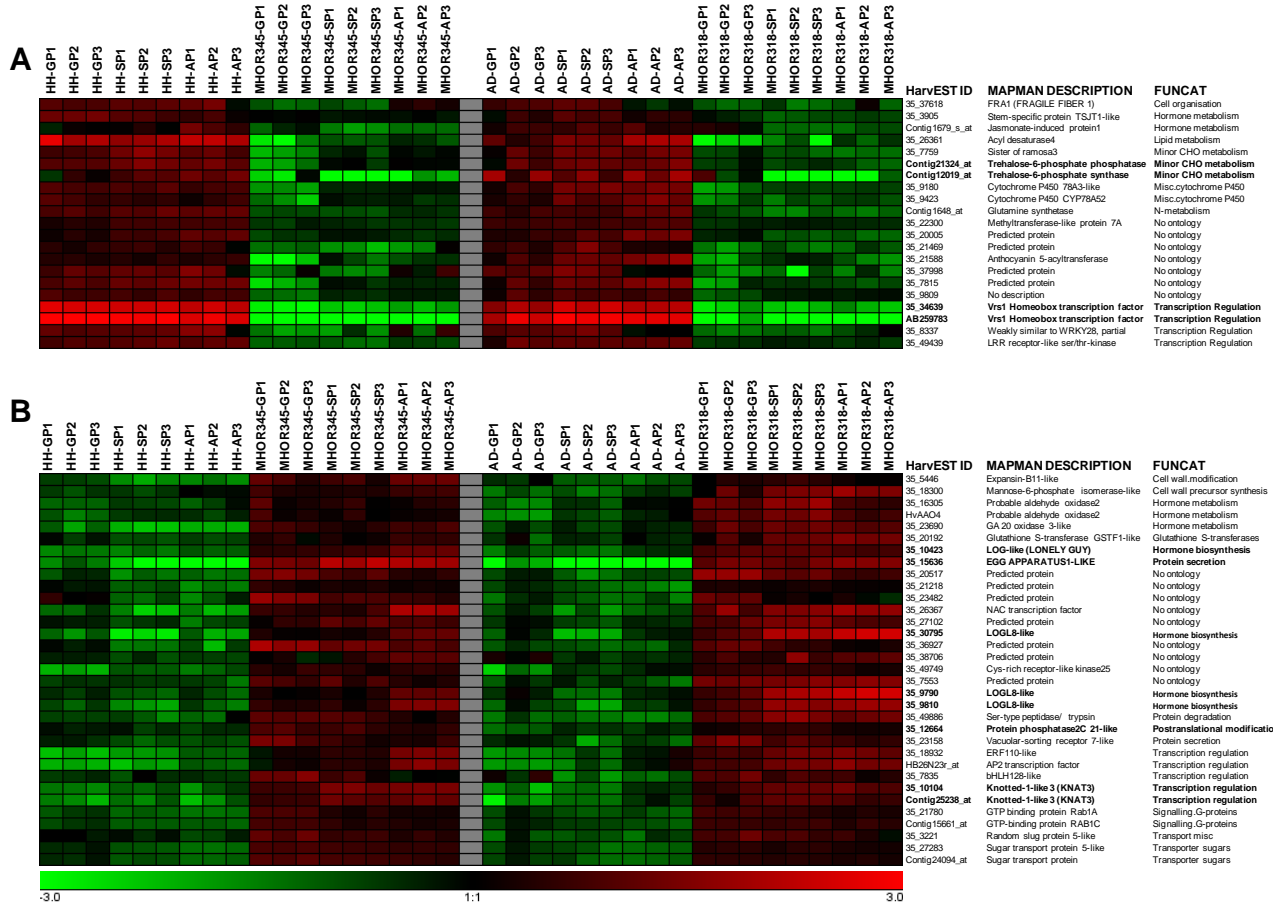 A
HH-GP1 HH-GP2 HH-GP3 HH-SP1 HH-SP2 HH-SP3 HH-AP1 HH-AP2 HH-AP3 MHOR345-GP1 MHOR345-GP2 MHOR345-GP3 MHOR345-SP1 MHOR345-SP2 MHOR345-SP3 MHOR345-AP1 MHOR345-AP2 MHOR345-AP3 AD-GP1 AD-GP2 AD-GP3 AD-SP1 AD-SP2 AD-SP3 AD-AP1 AD-AP2 AD-AP3 MHOR318-GP1 MHOR318-GP2 MHOR318-GP3 MHOR318-SP1 MHOR318-SP2 MHOR318-SP3 MHOR318-AP1 MHOR318-AP2 MHOR318-AP3
HarvEST ID MAPMAN DESCRIPTION FUNCAT
35_37618 FRA1 (FRAGILE FIBER 1) Cell organisation
35_3905 Stem-specific protein TSJT1-like Hormone metabolism
Contig1679_s_at Jasmonate-induced protein1 Hormone metabolism
35_26361 Acyl desaturase4 Lipid metabolism
35_7759 Sister of ramosa3 Minor CHO metabolism
Contig21324_at Trehalose-6-phosphate phosphatase Minor CHO metabolism
Contig12019_at Trehalose-6-phosphate synthase Minor CHO metabolism
35_9180 Cytochrome P450 78A3-like Misc.cytochrome P450
35_9423 Cytochrome P450 CYP78A52 Misc.cytochrome P450
Contig1648_at Glutamine synthetase N-metabolism
35_22300 Methyltransferase-like protein 7A No ontology
35_20005 Predicted protein No ontology
35_21469 Predicted protein No ontology
35_21588 Anthocyanin 5-acyltransferase No ontology
35_37998 Predicted protein No ontology
35_7815 Predicted protein No ontology
35_9809 No description No ontology
35_34639 Vrs1 Homeobox transcription factor Transcription Regulation
AB259783 Vrs1 Homeobox transcription factor Transcription Regulation
35_8337 Weakly similar to WRKY28, partial Transcription Regulation
35_49439 LRR receptor-like ser/thr-kinase Transcription Regulation
B
HH-GP1 HH-GP2 HH-GP3 HH-SP1 HH-SP2 HH-SP3 HH-AP1 HH-AP2 HH-AP3 MHOR345-GP1 MHOR345-GP2 MHOR345-GP3 MHOR345-SP1 MHOR345-SP2 MHOR345-SP3 MHOR345-AP1 MHOR345-AP2 MHOR345-AP3 AD-GP1 AD-GP2 AD-GP3 AD-SP1 AD-SP2 AD-SP3 AD-AP1 AD-AP2 AD-AP3 MHOR318-GP1 MHOR318-GP2 MHOR318-GP3 MHOR318-SP1 MHOR318-SP2 MHOR318-SP3 MHOR318-AP1 MHOR318-AP2 MHOR318-AP3
HarvEST ID MAPMAN DESCRIPTION FUNCAT
35_5446 Expansin-B11-like Cell wall.modification
35_18300 Mannose-6-phosphate isomerase-like Cell wall precursor synthesis
35_16305 Probable aldehyde oxidase2 Hormone metabolism
HvAAO4 Probable aldehyde oxidase2 Hormone metabolism
35_23690 GA 20 oxidase 3-like Hormone metabolism
35_20192 Glutathione S-transferase GSTF1-like Glutathione S-transferases
35_10423 LOG-like (LONELY GUY) Hormone biosynthesis
35_15636 EGG APPARATUS1-LIKE Protein secretion
35_20517 Predicted protein No ontology
35_21218 Predicted protein No ontology
35_23482 Predicted protein No ontology
35_26367 NAC transcription factor No ontology
35_27102 Predicted protein No ontology
35_30795 LOGL8-like Hormone biosynthesis
35_36927 Predicted protein No ontology
35_38706 Predicted protein No ontology
35_49749 Cys-rich receptor-like kinase25 No ontology
35_7553 Predicted protein No ontology
35_9790 LOGL8-like Hormone biosynthesis
35_9810 LOGL8-like Hormone biosynthesis
35_49886 Ser-type peptidase/ trypsin Protein degradation
35_12664 Protein phosphatase2C 21-like Postranslational modificatio
35_23158 Vacuolar-sorting receptor 7-like Protein secretion
35_18932 ERF110-like Transcription regulation
HB26N23r_at AP2 transcription factor Transcription regulation
35_7835 bHLH128-like Transcription regulation
35_10104 Knotted-1-like 3 (KNAT3) Transcription regulation
Contig25238_at Knotted-1-like 3 (KNAT3) Transcription regulation
35_21780 GTP binding protein Rab1A Signalling.G-proteins
Contig15661_at GTP-binding protein RAB1C Signalling.G-proteins
35_3221 Random slug protein 5-like Transport misc
35_27283 Sugar transport protein 5-like Transporter sugars
Contig24094_at Sugar transport protein Transporter sugars
-3.0 1:1 3.0